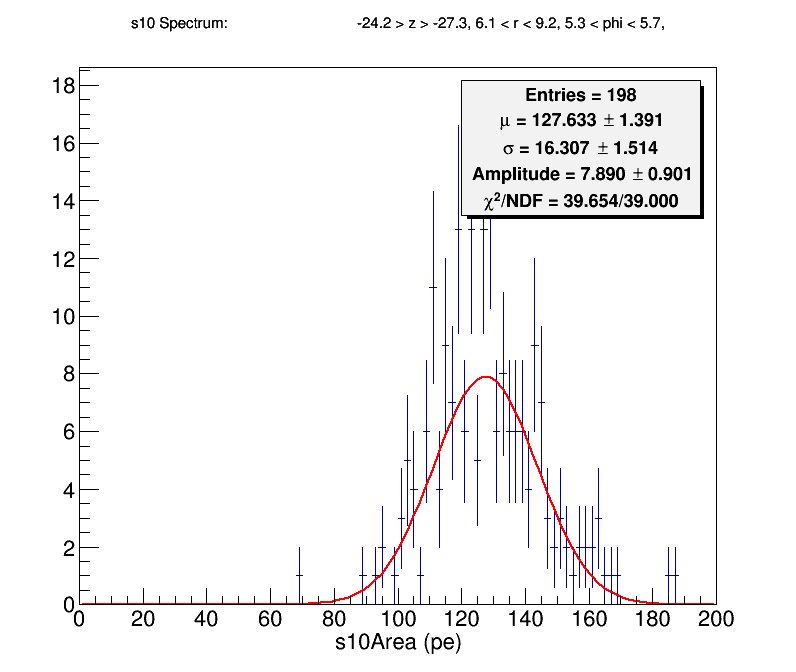 s10 Spectrum: -24.2 > z > -27.3, 6.1 < r < 9.2, 5.3 < phi < 5.7,
Entries = 198
μ = 127.633 ± 1.391
σ = 16.307 ± 1.514
Amplitude = 7.890 ± 0.901
χ²/NDF = 39.654/39.000
18
16
14
12
10
8
6
4
2
0
0 20 40 60 80 100 120 140 160 180 200
s10Area (pe)